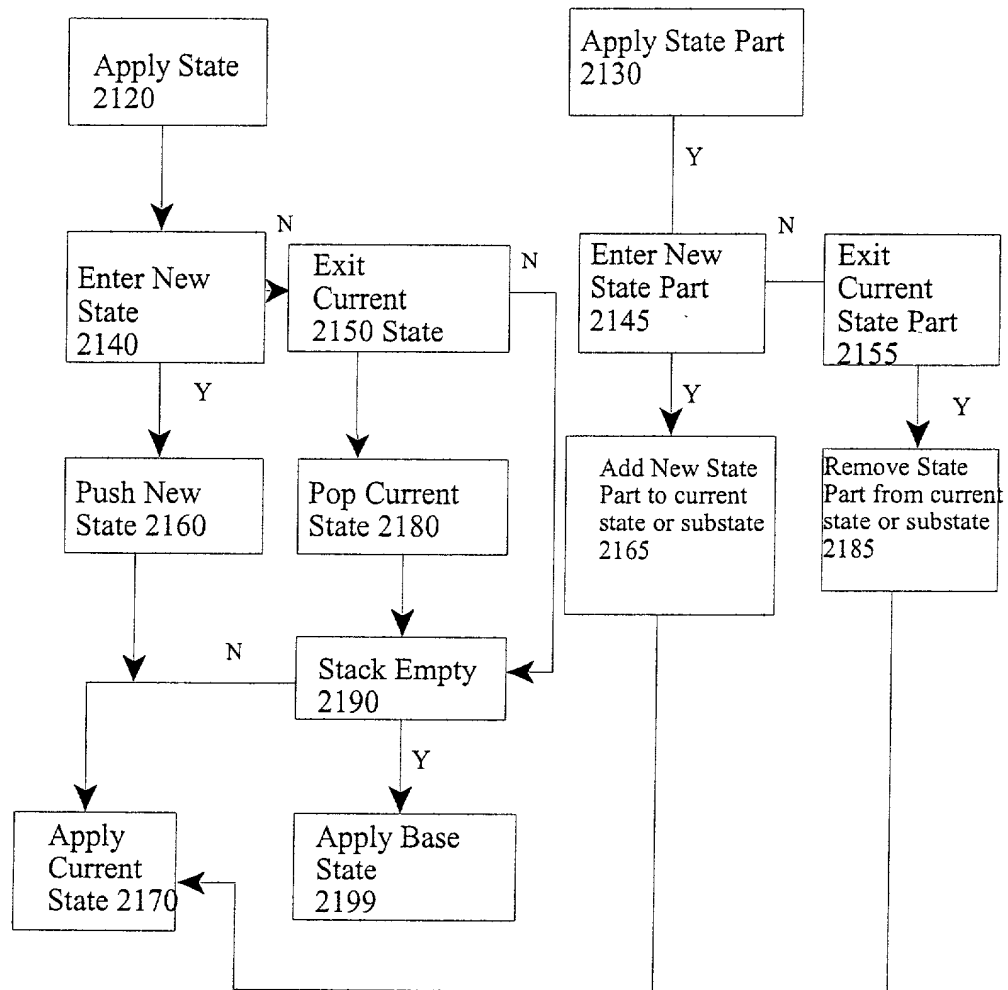 Apply State
2120
Apply State Part
2130
Y
N
Enter New
State
2140
Exit
Current
2150 State
N
Enter New
State Part
2145
N
Exit
Current
State Part
2155
Y
Y
Y
Push New
State 2160
Pop Current
State 2180
Add New State
Part to current
state or substate
2165
Remove State
Part from current
state or substate
2185
N
Stack Empty
2190
Y
Apply
Current
State 2170
Apply Base
State
2199